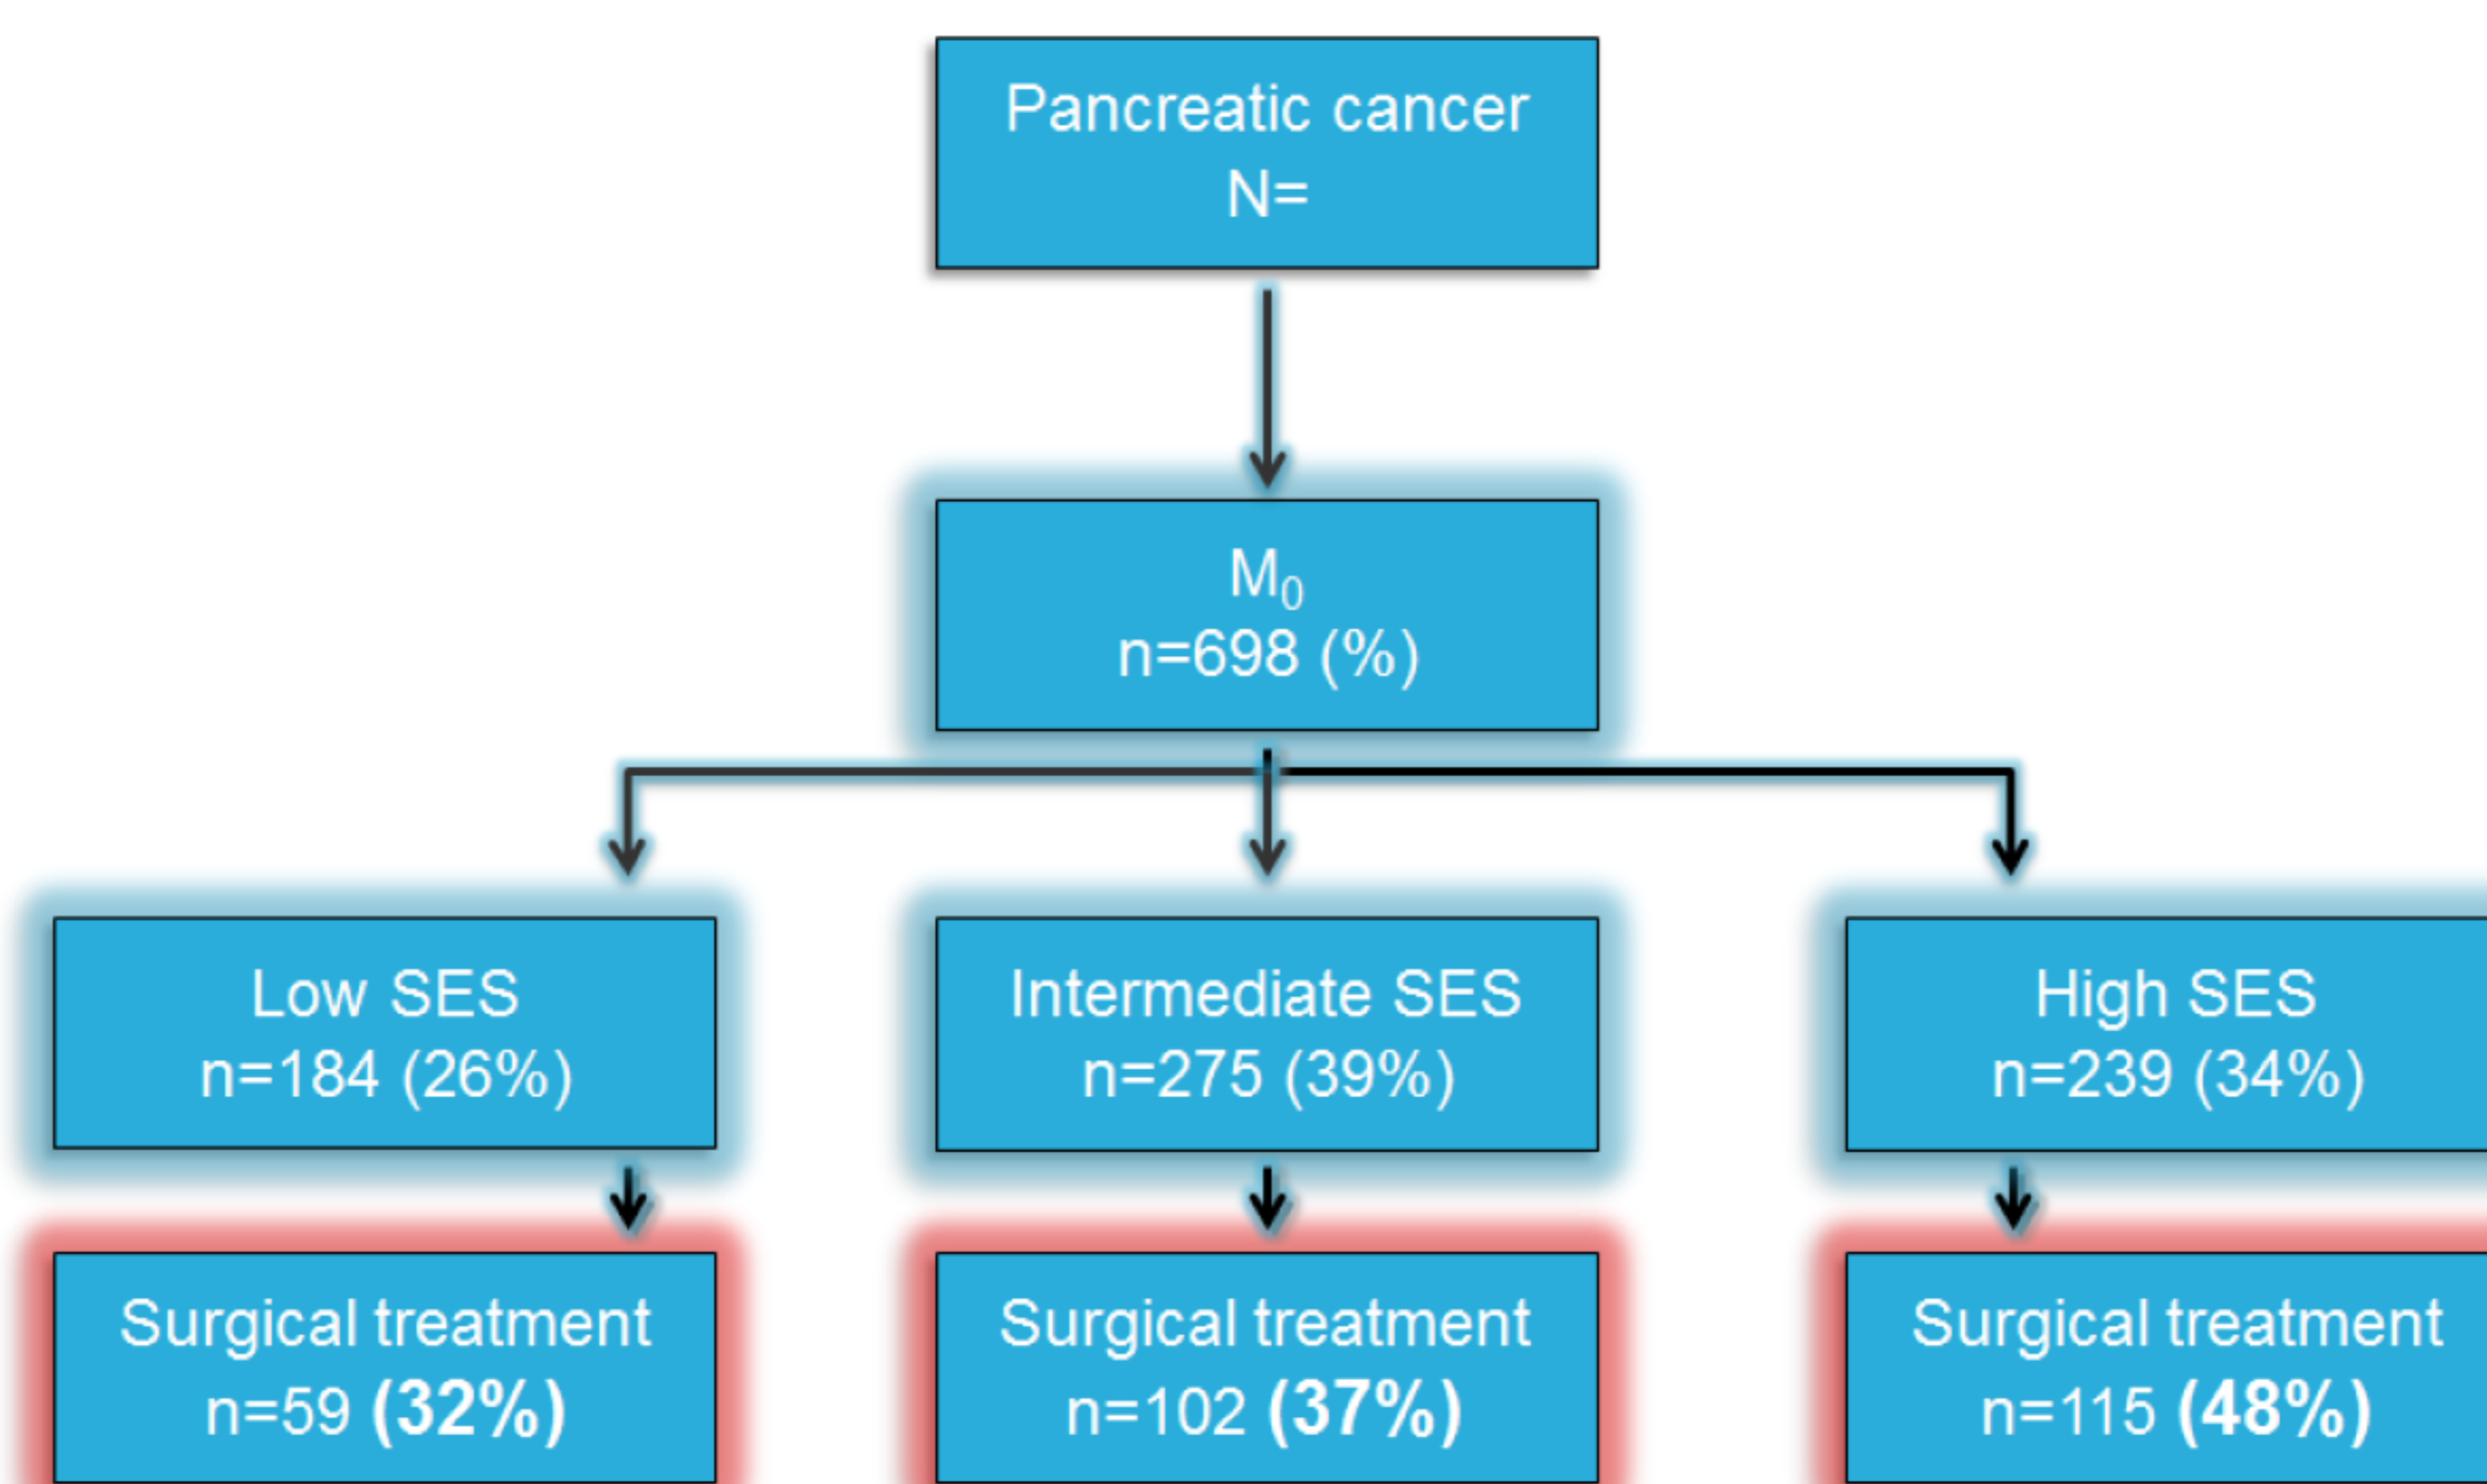 Pancreatic cancer
N=
M₀
n=698 (%)
Low SES
n=184 (26%)
Intermediate SES
n=275 (39%)
High SES
n=239 (34%)
Surgical treatment
n=59 (32%)
Surgical treatment
n=102 (37%)
Surgical treatment
n=115 (48%)